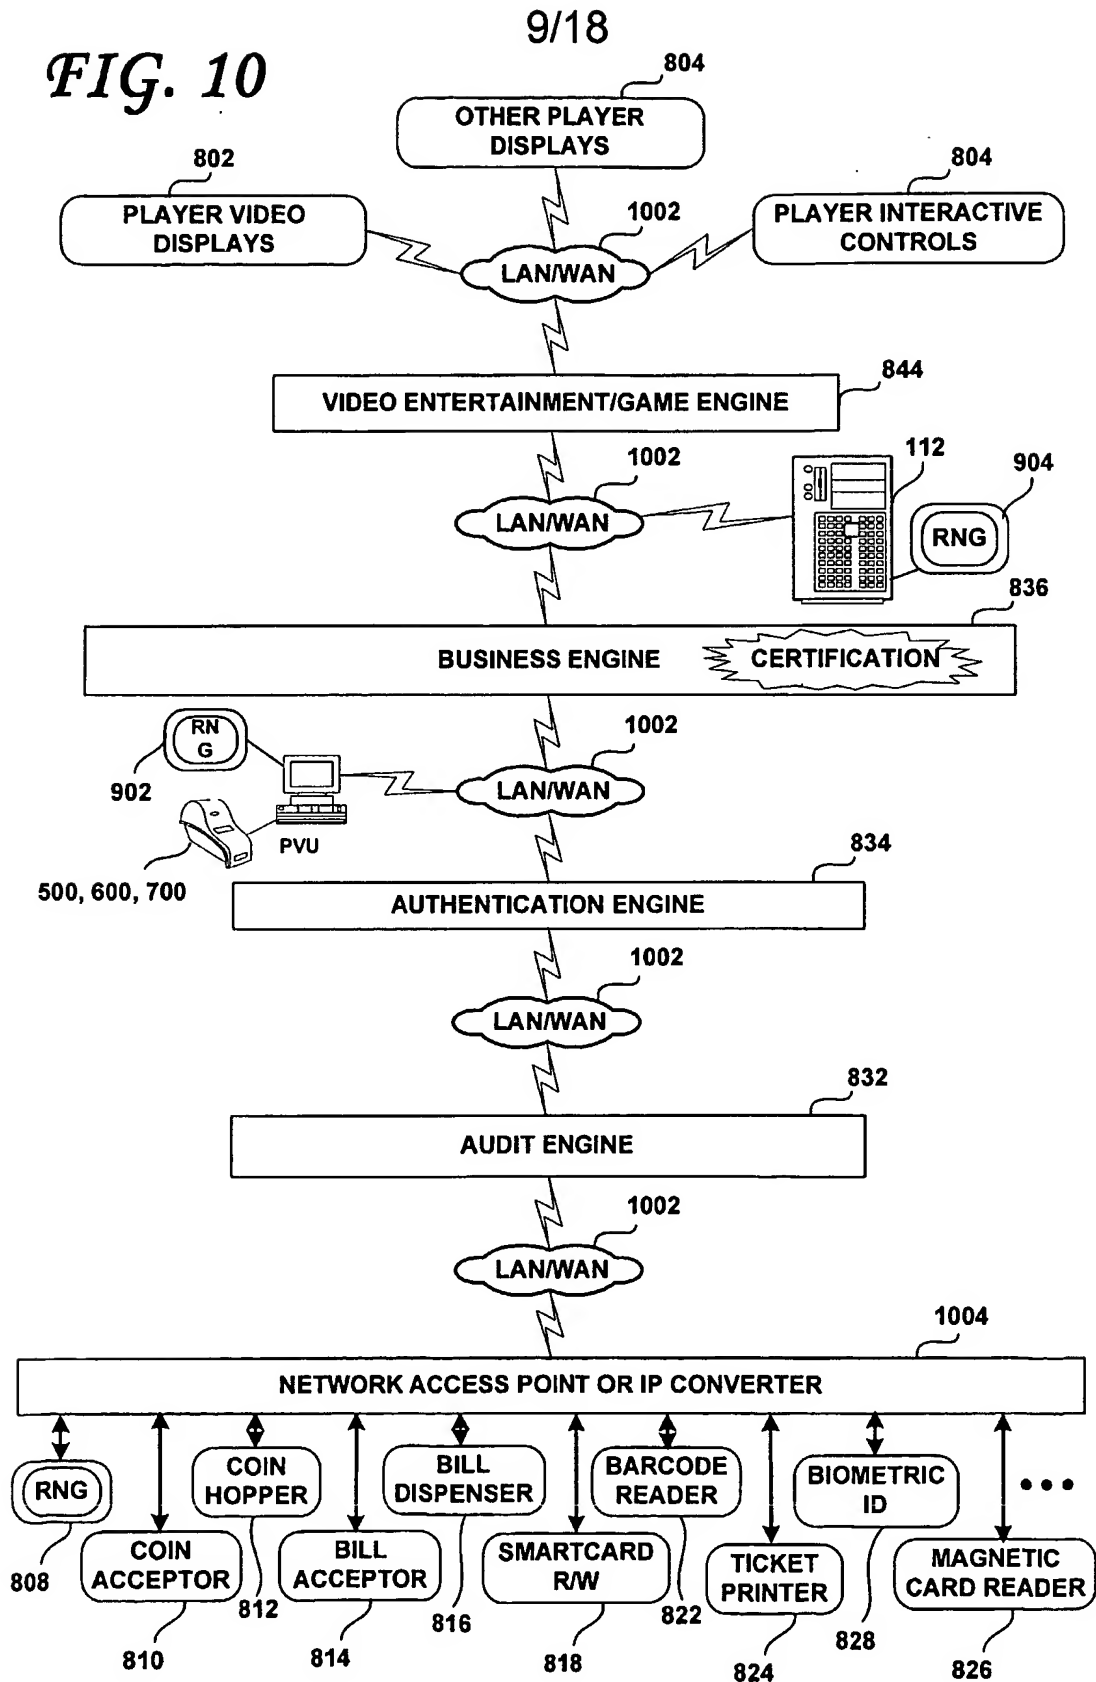 9/18
FIG. 10
804
OTHER PLAYER
DISPLAYS
802
PLAYER VIDEO
DISPLAYS
804
PLAYER INTERACTIVE
CONTROLS
1002
LAN/WAN
844
VIDEO ENTERTAINMENT/GAME ENGINE
1002
LAN/WAN
112
904
RNG
836
BUSINESS ENGINE
CERTIFICATION
RN
G
902
PVU
500, 600, 700
1002
LAN/WAN
834
AUTHENTICATION ENGINE
1002
LAN/WAN
832
AUDIT ENGINE
1002
LAN/WAN
1004
NETWORK ACCESS POINT OR IP CONVERTER
RNG
808
COIN
ACCEPTOR
810
COIN
HOPPER
812
BILL
ACCEPTOR
814
BILL
DISPENSER
816
SMARTCARD
R/W
818
BARCODE
READER
822
TICKET
PRINTER
824
BIOMETRIC
ID
828
MAGNETIC
CARD READER
826